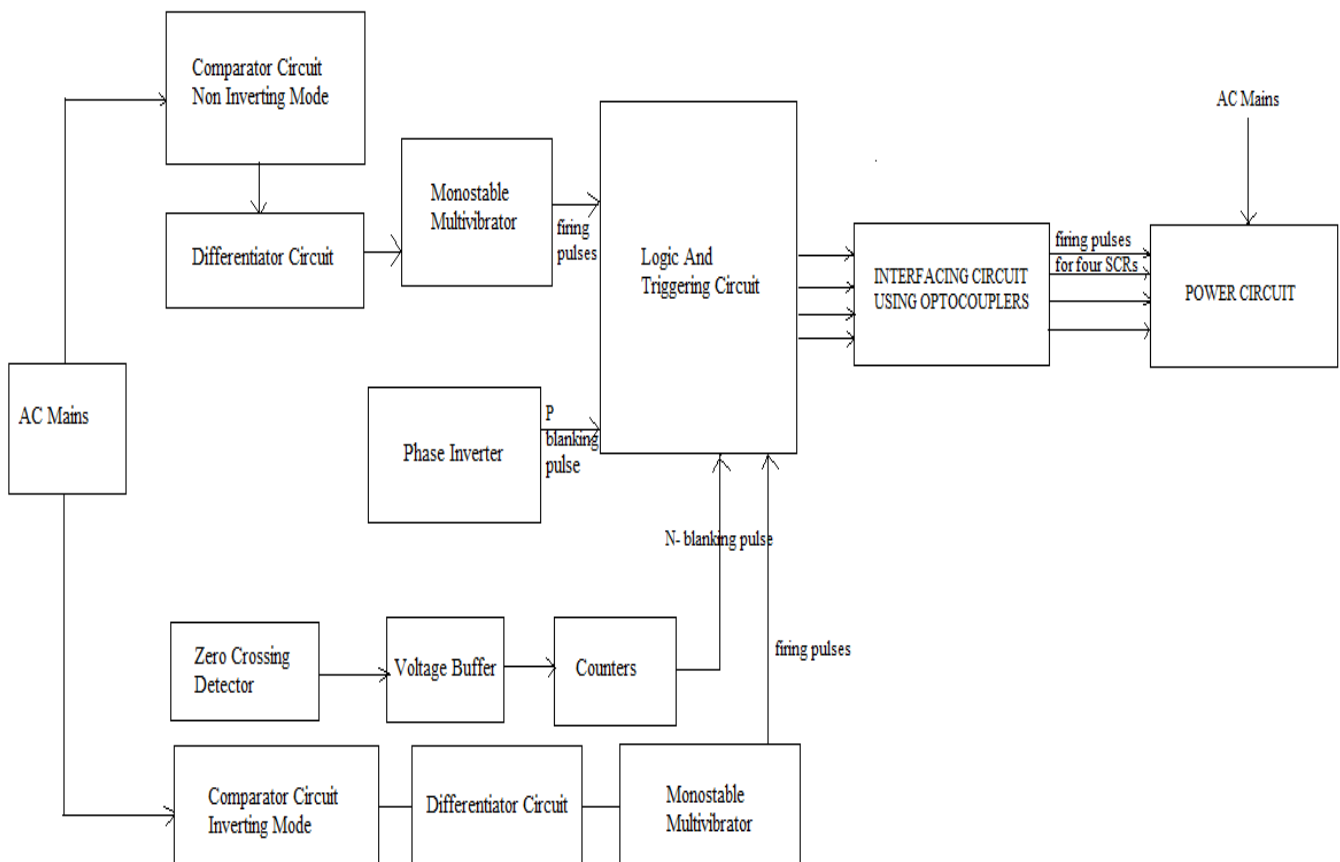 Comparator Circuit
Non Inverting Mode
AC Mains
Monostable
Multivibrator
firing
pulses
Differentiator Circuit
Logic And
Triggering Circuit
firing pulses
for four SCRs
INTERFACING CIRCUIT
USING OPTOCOUPLERS
POWER CIRCUIT
AC Mains
P
blanking
pulse
Phase Inverter
N- blanking pulse
Zero Crossing
Detector
Voltage Buffer
Counters
firing pulses
Comparator Circuit
Inverting Mode
Differentiator Circuit
Monostable
Multivibrator